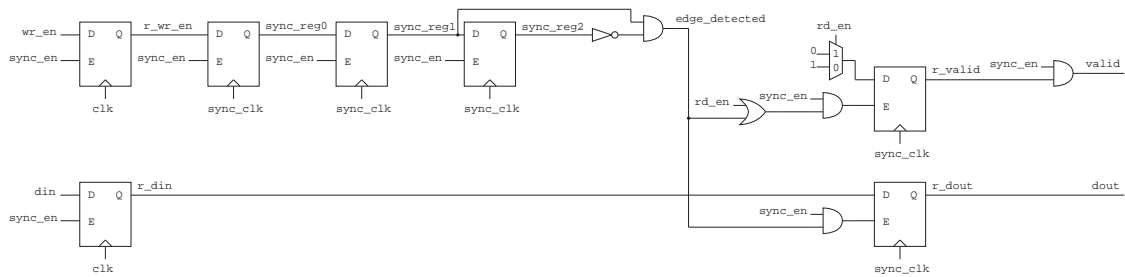 edge_detected
wr_en D Q r_wr_en D Q sync_reg0 D Q sync_reg1 D Q sync_reg2
sync_en E sync_en E sync_en E sync_en E
clk sync_clk sync_clk sync_clk
rd_en
0 1
1 0
sync_en valid
D Q r_valid
rd_en sync_en E
sync_clk
din D Q r_din D Q r_dout dout
sync_en E sync_en E
clk sync_clk